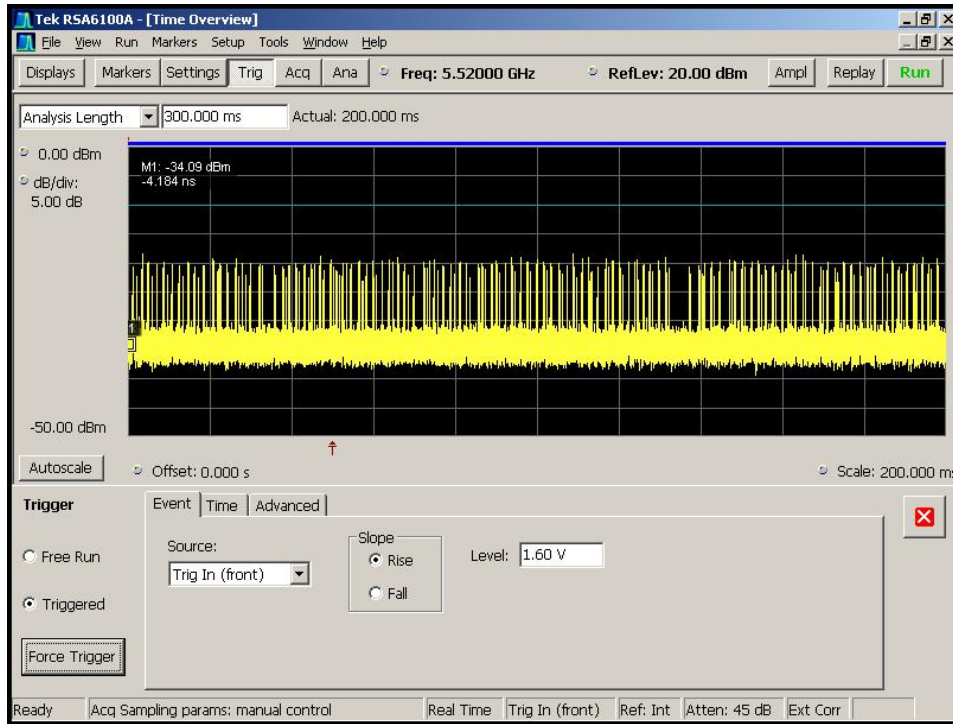 Tek RSA6100A - [Time Overview]
File View Run Markers Setup Tools Window Help
Displays Markers Settings Trig Acq Ana Freq: 5.52000 GHz RefLev: 20.00 dBm Ampl Replay Run
Analysis Length 300.000 ms Actual: 200.000 ms
0.00 dBm
M1: -34.09 dBm
-4.184 ns
dB/div:
5.00 dB
1
-50.00 dBm
T
Autoscale Offset: 0.000 s Scale: 200.000 ms
Trigger Event Time Advanced
Free Run Source: Slope Level: 1.60 V
Trig In (front) Rise
Triggered Fall
Force Trigger
Ready Acq Sampling params: manual control Real Time Trig In (front) Ref: Int Atten: 45 dB Ext Corr